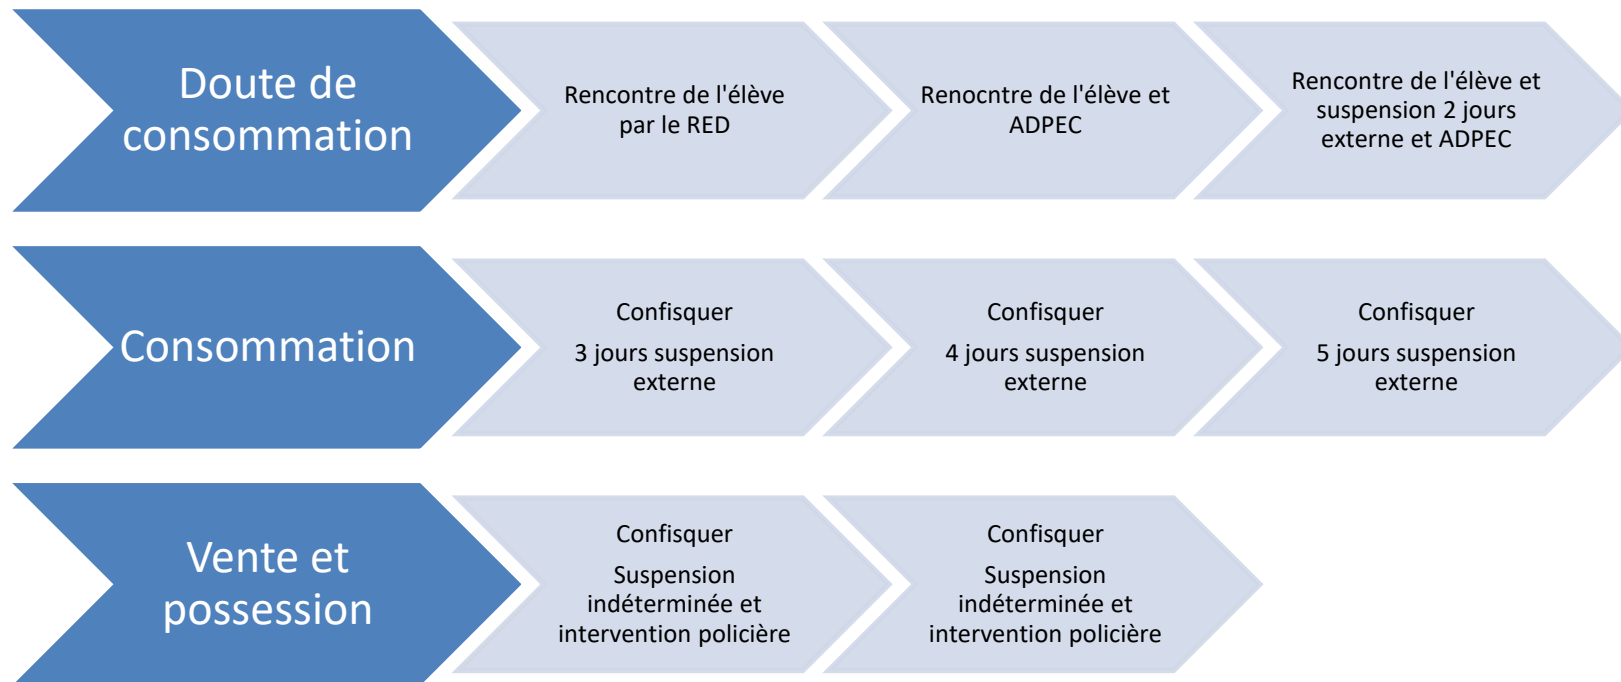 Doute de
consommation
Rencontre de l'élève
par le RED
Renocntre de l'élève et
ADPEC
Rencontre de l'élève et
suspension 2 jours
externe et ADPEC
Consommation
Confisquer
3 jours suspension
externe
Confisquer
4 jours suspension
externe
Confisquer
5 jours suspension
externe
Vente et
possession
Confisquer
Suspension
indéterminée et
intervention policière
Confisquer
Suspension
indéterminée et
intervention policière